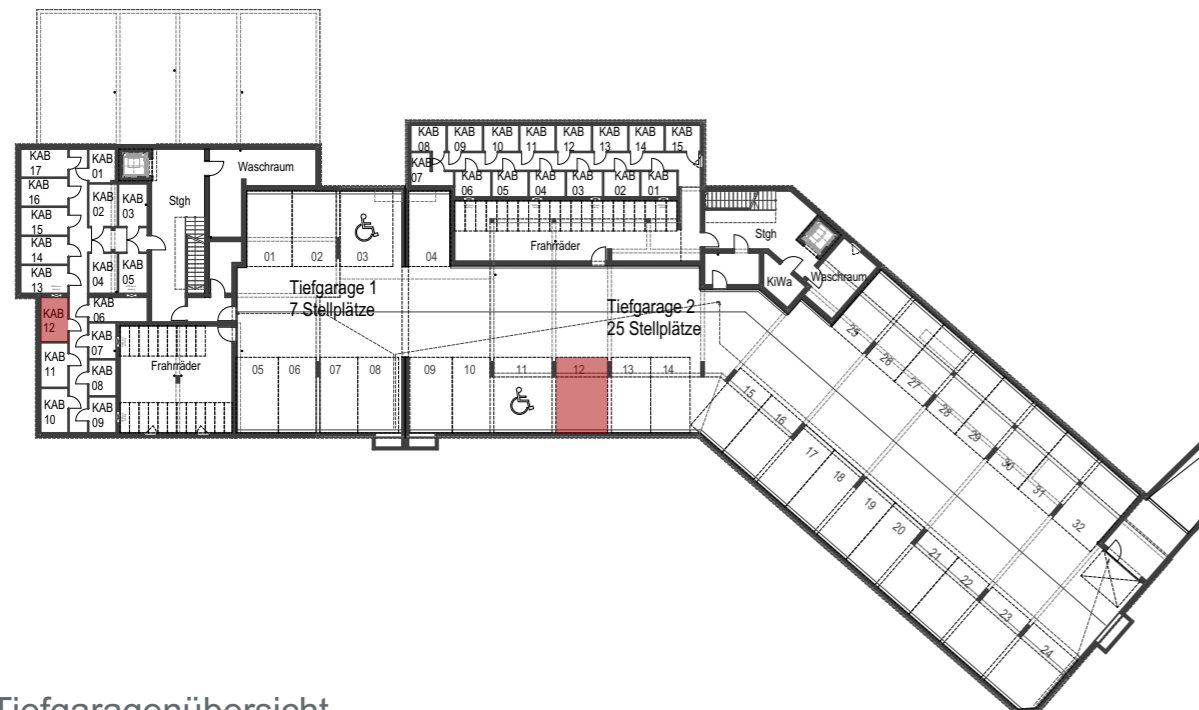 KAB
17
KAB
16
KAB
15
KAB
14
KAB
13
KAB
12
KAB
11
KAB
10
KAB
01
KAB
02
KAB
03
KAB
04
KAB
05
KAB
06
KAB
07
KAB
08
KAB
09
Stgh
Waschraum
Frahrräder
KAB
08
KAB
09
KAB
10
KAB
11
KAB
12
KAB
13
KAB
14
KAB
15
KAB
07
KAB
06
KAB
05
KAB
04
KAB
03
KAB
02
KAB
01
Frahrräder
Stgh
KiWa
Waschraum
01
02
03
04
Tiefgarage 1
7 Stellplätze
Tiefgarage 2
25 Stellplätze
05
06
07
08
09
10
11
12
13
14
15
16
17
18
19
20
21
22
23
24
25
26
27
28
29
30
31
32
Tiefgaragenübersicht